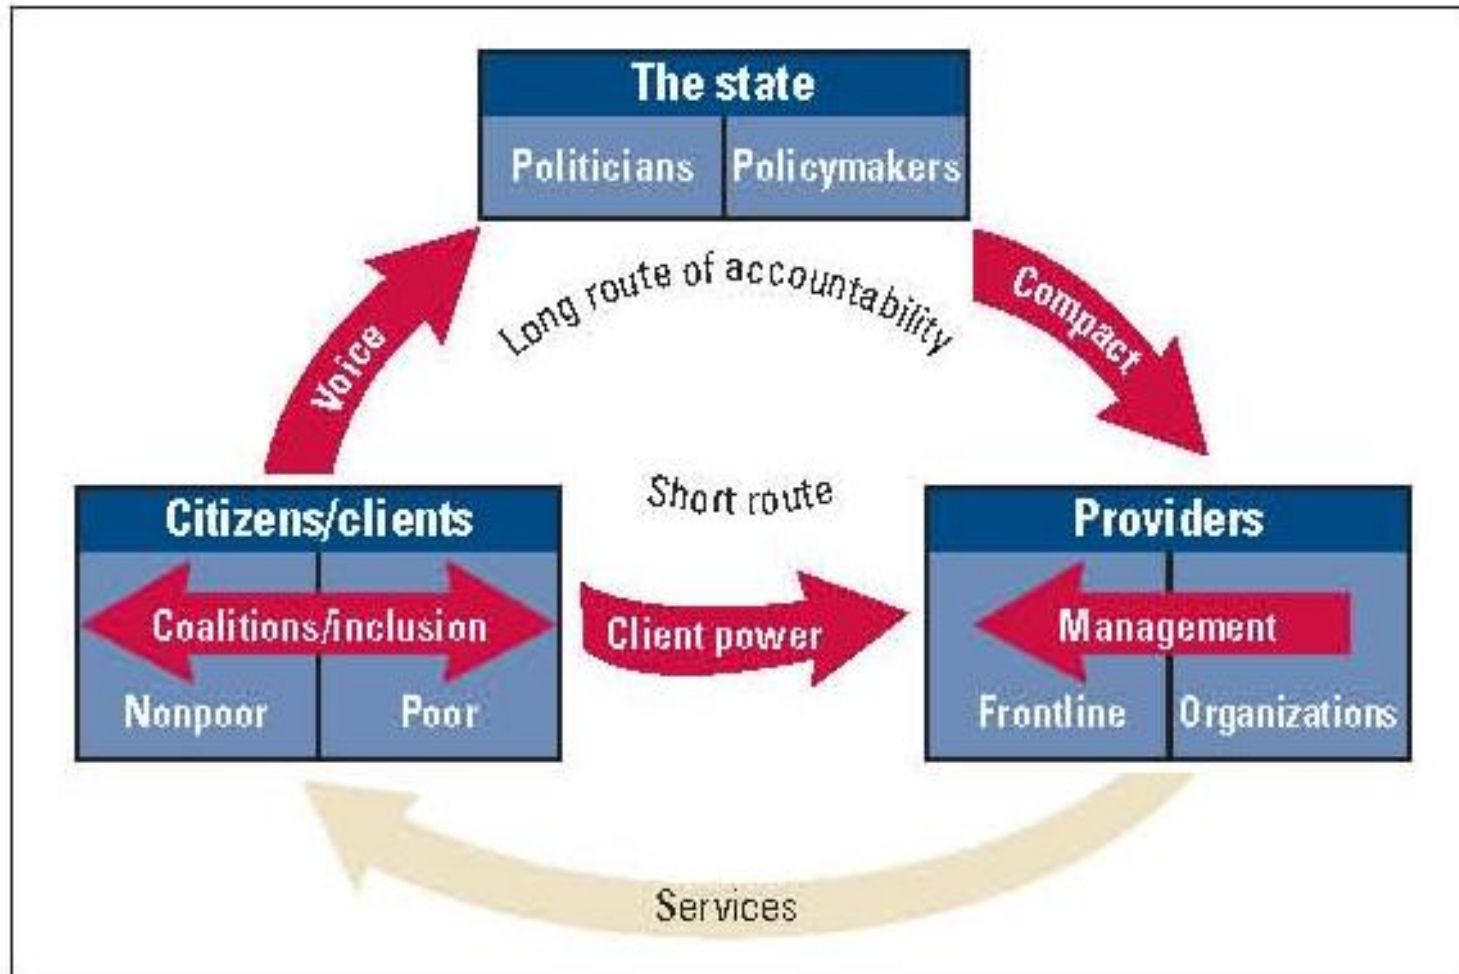 The state
Politicians
Policymakers
Long route of accountability
Voice
Compact
Short route
Citizens/clients
Coalitions/inclusion
Nonpoor
Poor
Client power
Providers
Management
Frontline
Organizations
Services